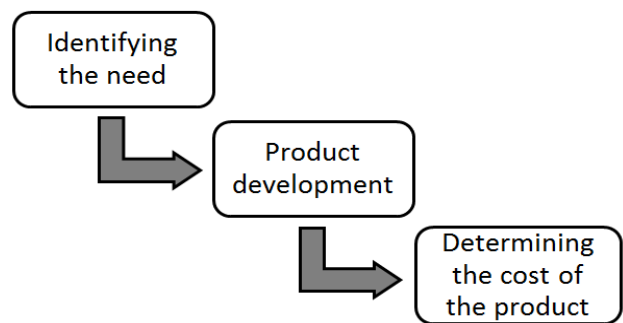 Identifying
the need
Product
development
Determining
the cost of
the product